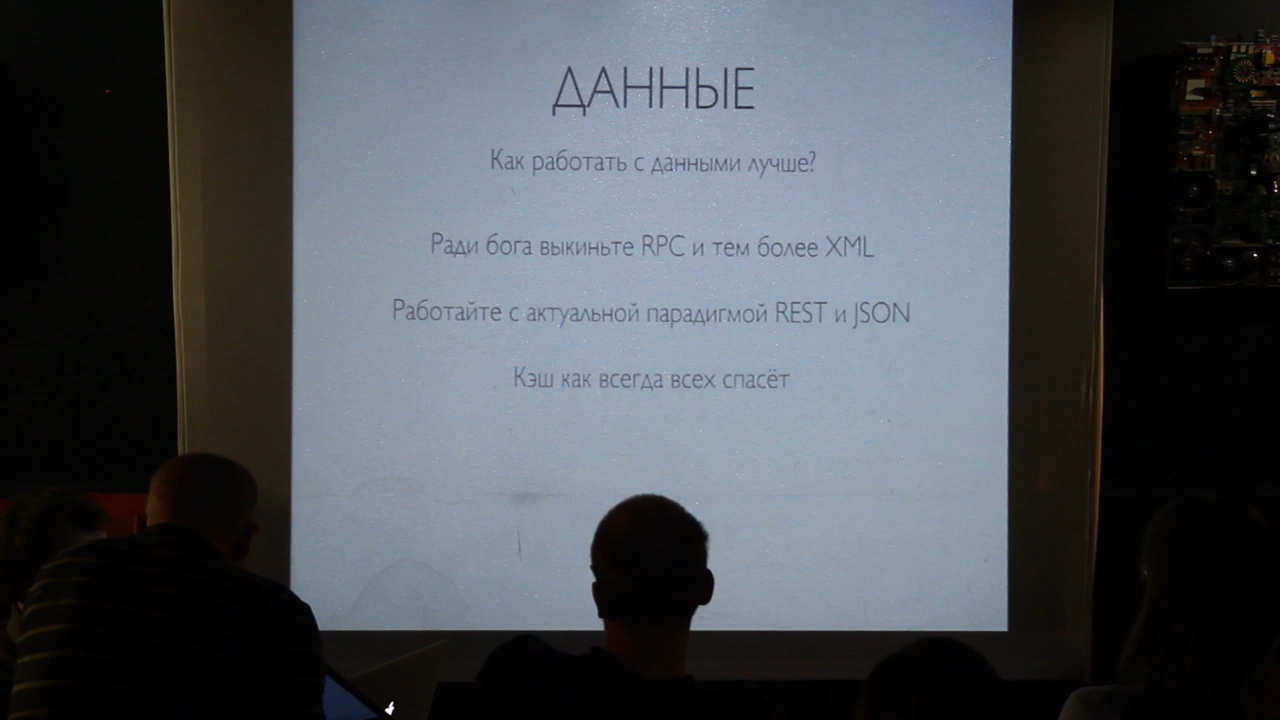 ДАННЫЕ
Как работать с данными лучше?
Ради бога выкиньте RPC и тем более XML
Работайте с актуальной парадигмой REST и JSON
Кэш как всегда всех спасёт